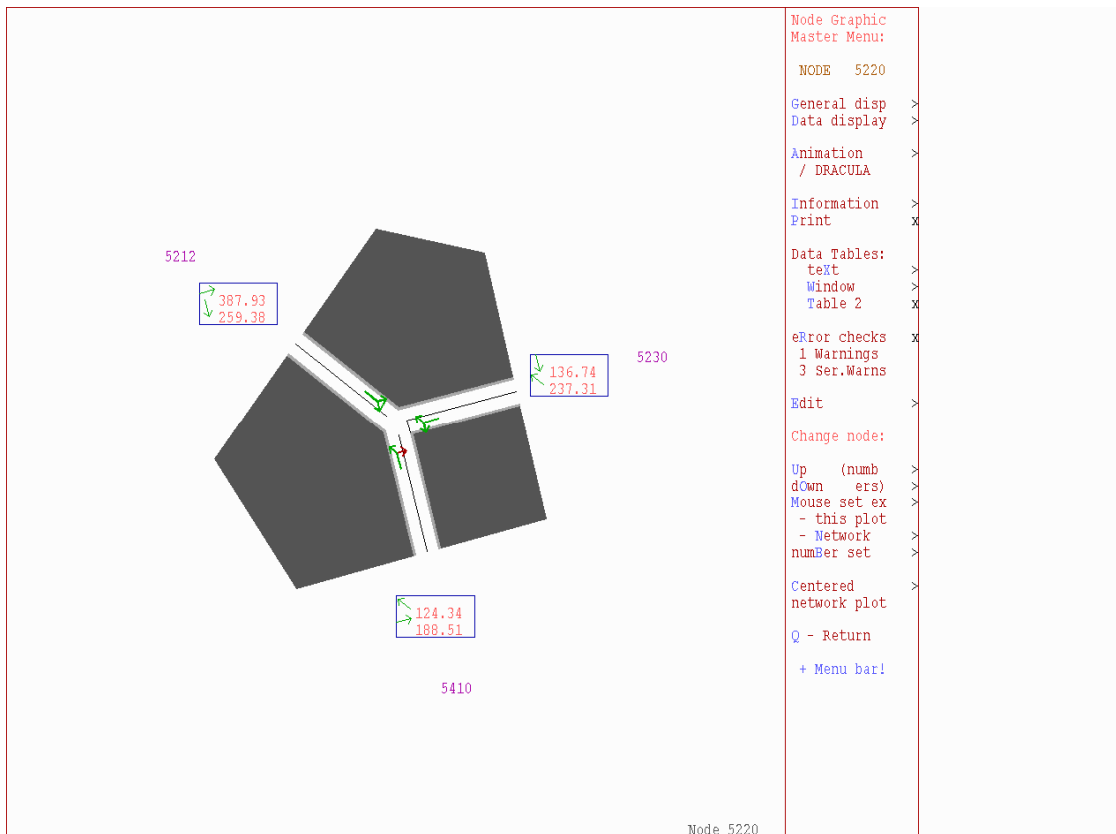 5212
387.93
259.38
5230
136.74
237.31
124.34
188.51
5410
Node 5220
Node Graphic
Master Menu:
NODE 5220
General disp >
Data display >
Animation >
/ DRACULA
Information >
Print x
Data Tables:
teXt >
Window >
Table 2 x
eRror checks x
1 Warnings
3 Ser.Warns
Edit >
Change node:
Up (numb >
dOwn ers) >
Mouse set ex >
- this plot
- Network >
numBer set >
Centered >
network plot
Q - Return
+ Menu bar!